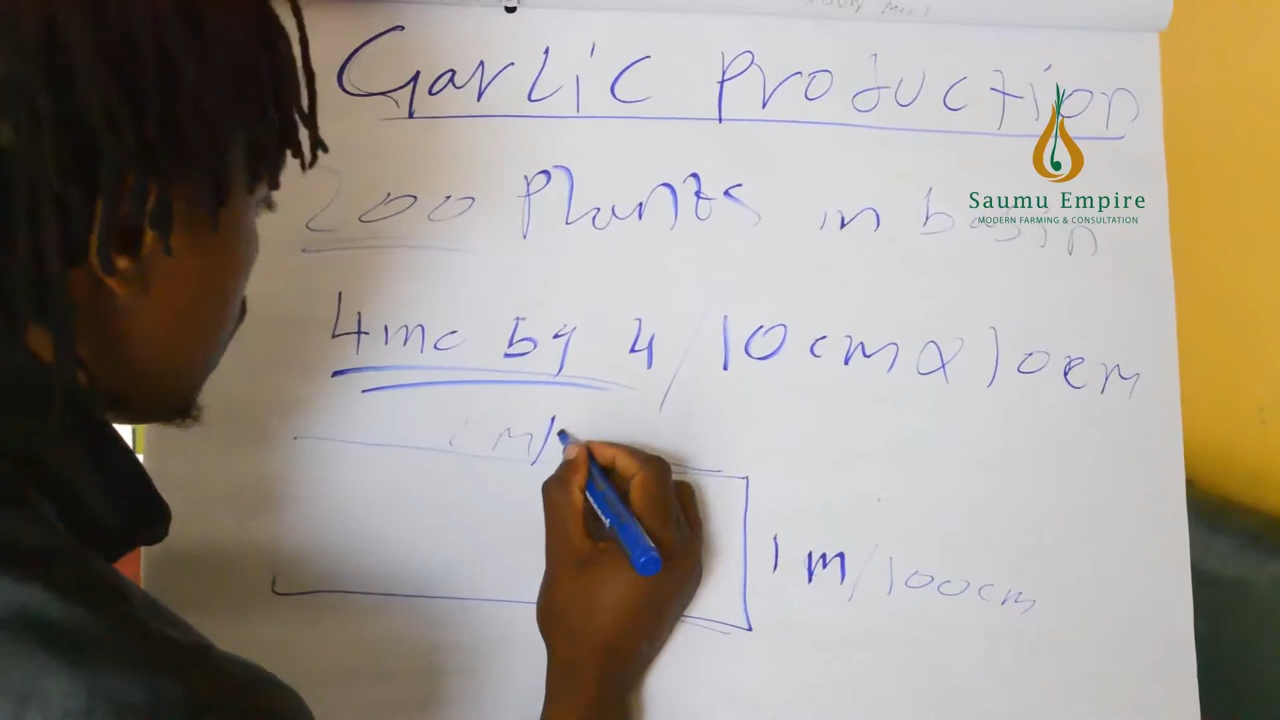 Garlic production
200 Plants in basin
4mc by 4/10cm x 10cm
m/
1m/100cm
Saumu Empire
MODERN FARMING & CONSULTATION